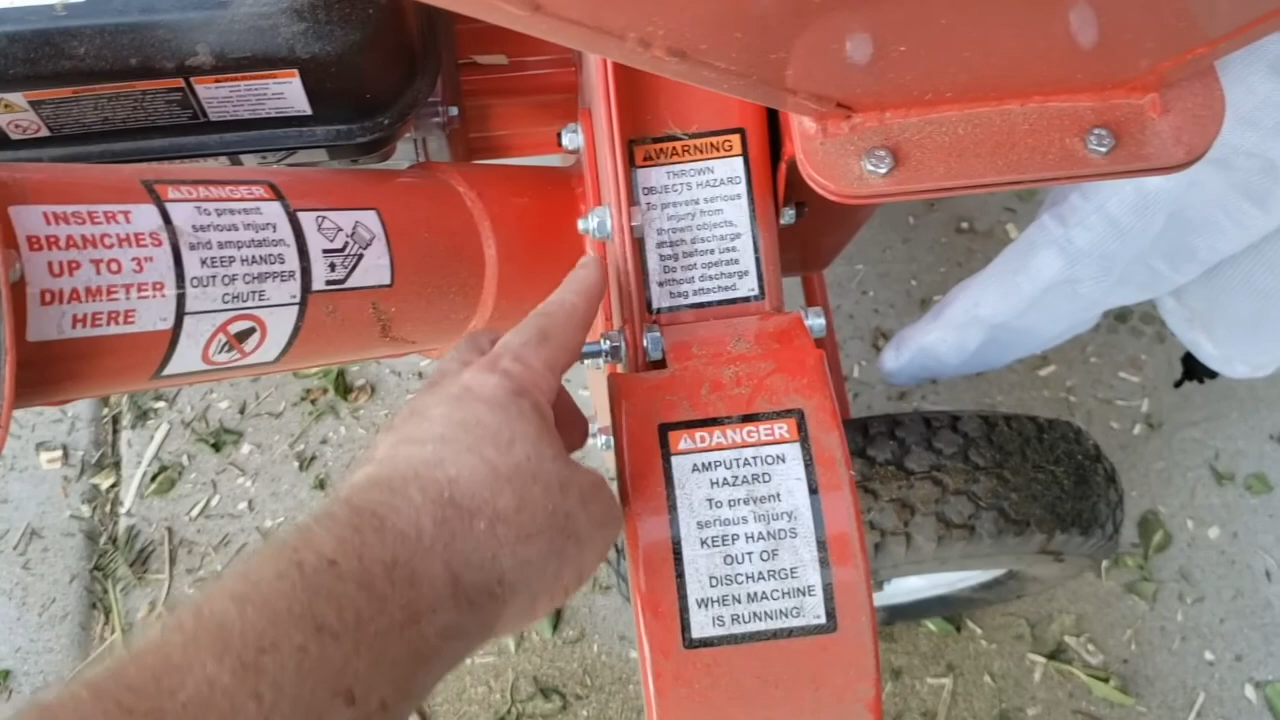 WARNING
INSERT
BRANCHES
UP TO 3"
DIAMETER
HERE
DANGER
To prevent
serious injury
and amputation,
KEEP HANDS
OUT OF CHIPPER
CHUTE.
WARNING
THROWN
OBJECTS HAZARD
To prevent serious
injury from
thrown objects,
attach discharge
bag before use.
Do not operate
without discharge
bag attached.
DANGER
AMPUTATION
HAZARD
To prevent
serious injury,
KEEP HANDS
OUT OF
DISCHARGE
WHEN MACHINE
IS RUNNING.